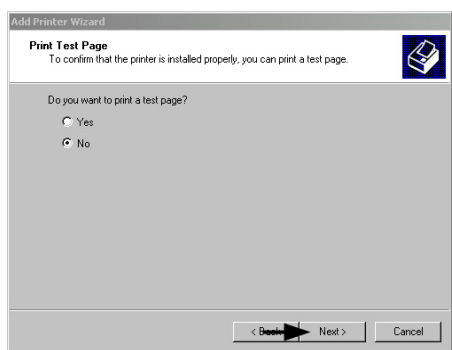 Add Printer Wizard
Print Test Page
To confirm that the printer is installed properly, you can print a test page.
Do you want to print a test page?
Yes
No
< Back Next > Cancel